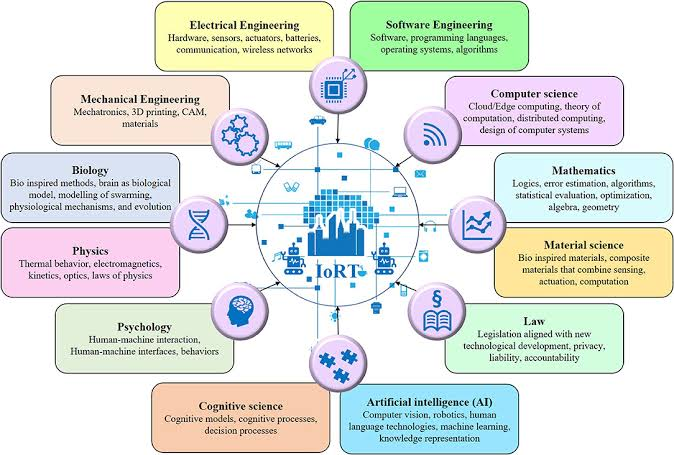 Electrical Engineering
Hardware, sensors, actuators, batteries,
communication, wireless networks
Software Engineering
Software, programming languages,
operating systems, algorithms
Mechanical Engineering
Mechatronics, 3D printing, CAM,
materials
Computer science
Cloud/Edge computing, theory of
computation, distributed computing,
design of computer systems
Biology
Bio inspired methods, brain as biological
model, modelling of swarming,
physiological mechanisms, and evolution
Mathematics
Logics, error estimation, algorithms,
statistical evaluation, optimization,
algebra, geometry
IoRT
Physics
Thermal behavior, electromagnetics,
kinetics, optics, laws of physics
Material science
Bio inspired materials, composite
materials that combine sensing,
actuation, computation
Psychology
Human-machine interaction,
Human-machine interfaces, behaviors
§
Law
Legislation aligned with new
technological development, privacy,
liability, accountability
Cognitive science
Cognitive models, cognitive processes,
decision processes
Artificial intelligence (AI)
Computer vision, robotics, human
language technologies, machine learning,
knowledge representation